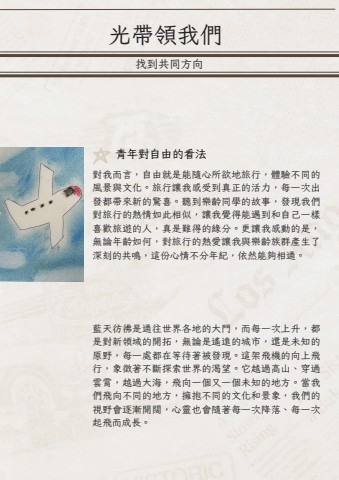 光帶領我們
找到共同方向
青年對自由的看法
對我而言，自由就是能隨心所欲地旅行，體驗不同的
風景與文化。旅行讓我感受到真正的活力，每一次出
發都帶來新的驚喜。聽到樂齡同學的故事，發現我們
對旅行的熱情如此相似，讓我覺得能遇到和自己一樣
喜歡旅遊的人，真是難得的緣分。更讓我感動的是，
無論年齡如何，對旅行的熱愛讓我與樂齡族群產生了
深刻的共鳴，這份心情不分年紀，依然能夠相通。
藍天彷彿是通往世界各地的大門，而每一次上升，都
是對新領域的開拓，無論是遙遠的城市，還是未知的
原野，每一處都在等待著被發現。這架飛機的向上飛
行，象徵著不斷探索世界的渴望。它越過高山、穿過
雲霄，越過大海，飛向一個又一個未知的地方。當我
們飛向不同的地方，擁抱不同的文化和景象，我們的
視野會逐漸開闊，心靈也會隨著每一次降落、每一次
起飛而成長。